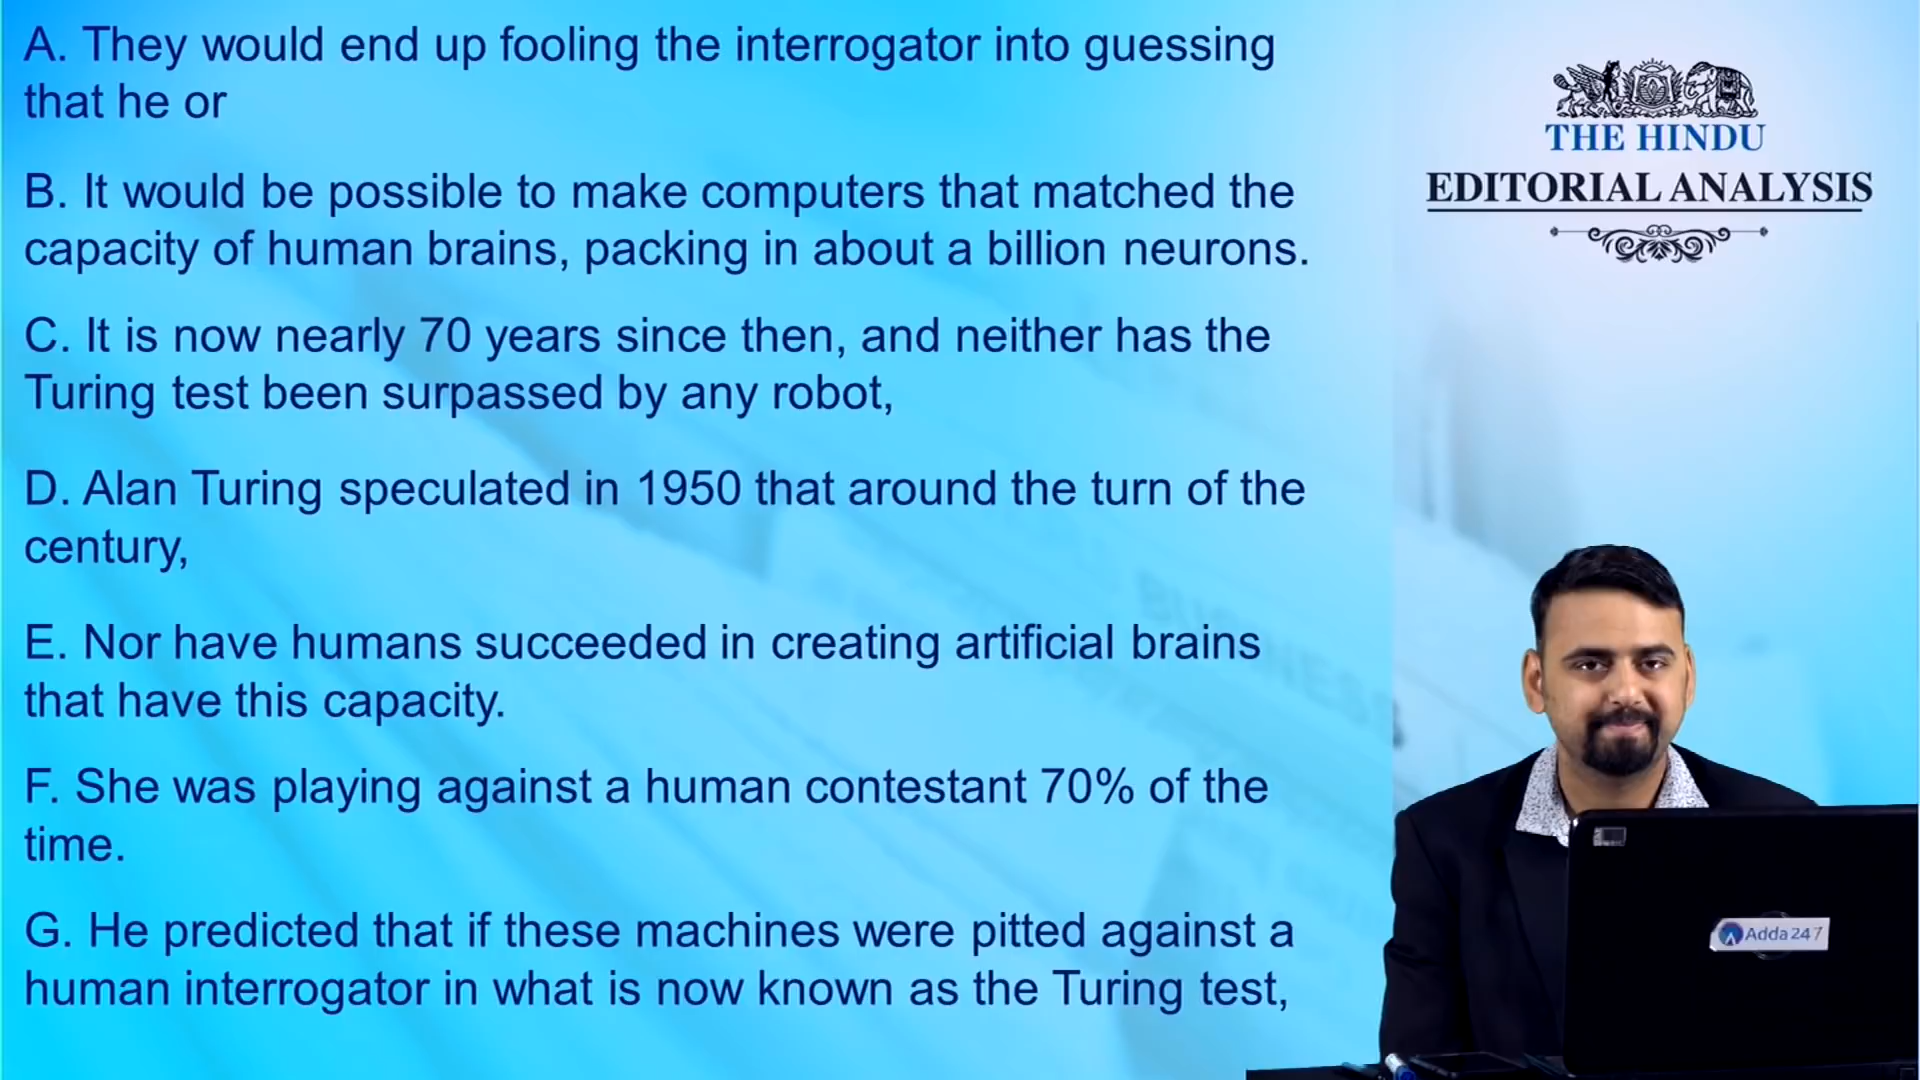 A. They would end up fooling the interrogator into guessing
that he or
B. It would be possible to make computers that matched the
capacity of human brains, packing in about a billion neurons.
C. It is now nearly 70 years since then, and neither has the
Turing test been surpassed by any robot,
D. Alan Turing speculated in 1950 that around the turn of the
century,
E. Nor have humans succeeded in creating artificial brains
that have this capacity.
F. She was playing against a human contestant 70% of the
time.
G. He predicted that if these machines were pitted against a
human interrogator in what is now known as the Turing test,
THE HINDU
EDITORIAL ANALYSIS
BUSINESS
Adda247